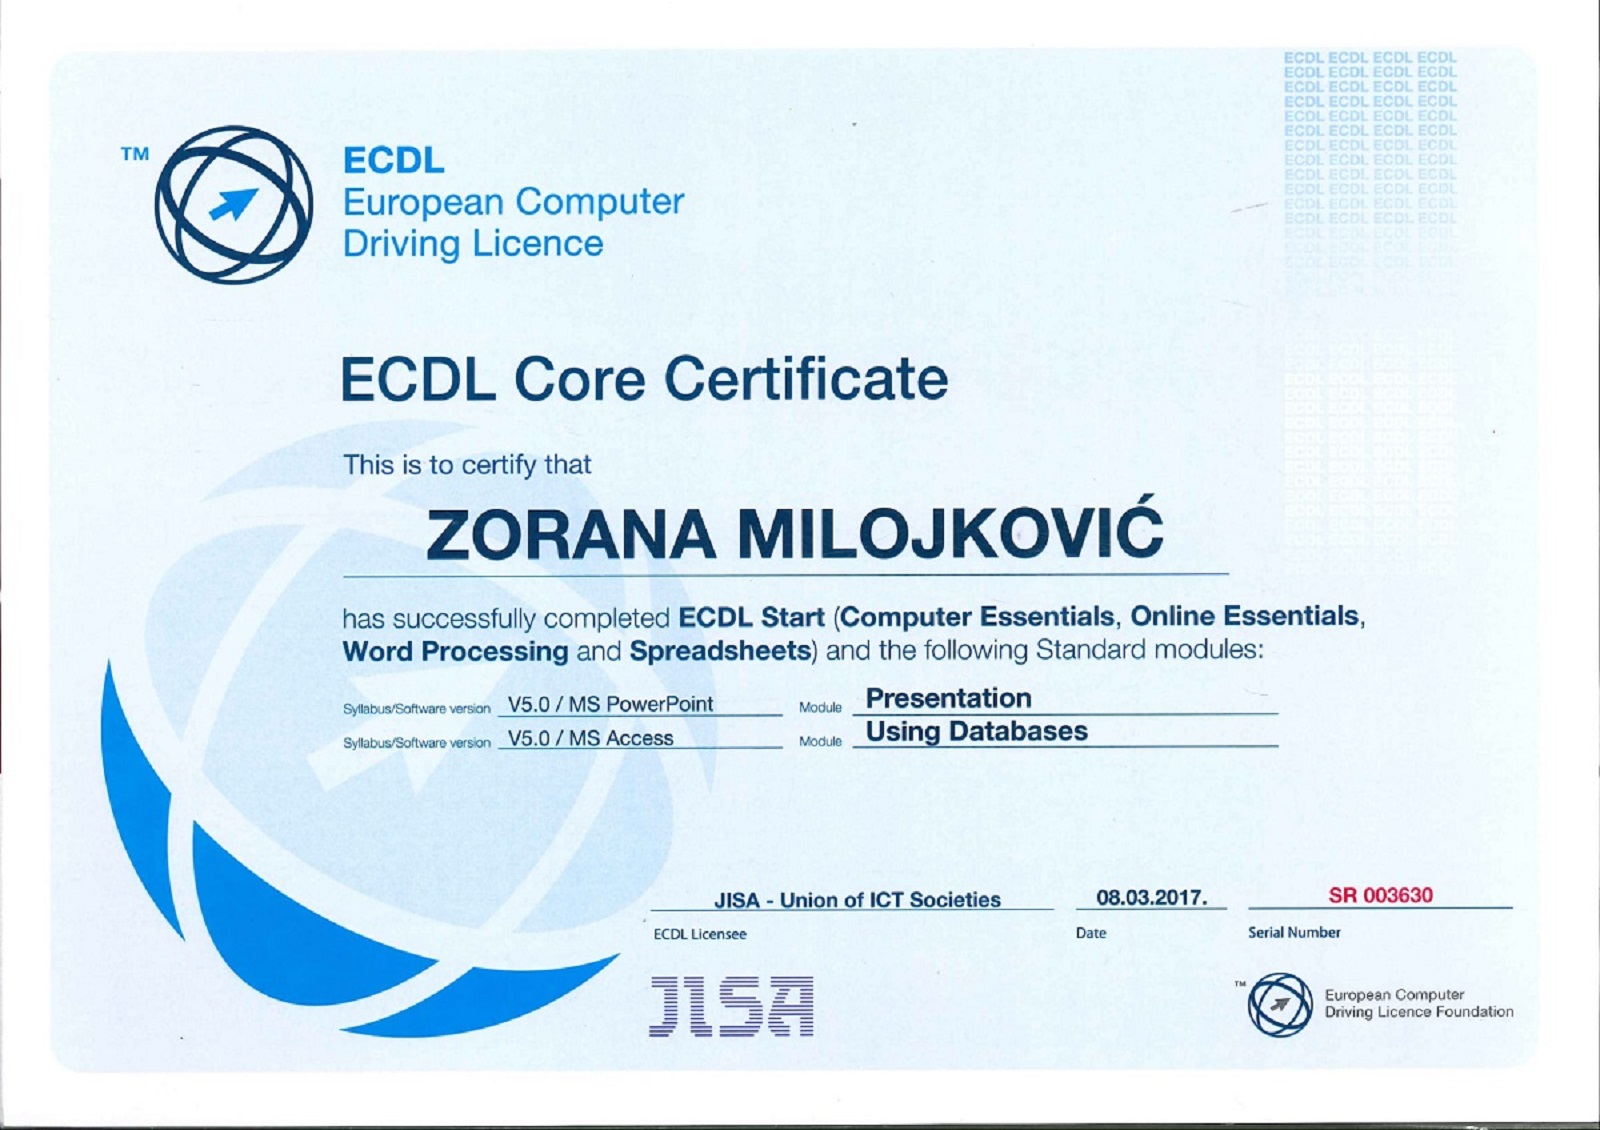 ECDL ECDL ECDL ECDL
ECDL ECDL ECDL ECDL
ECDL ECDL ECDL ECDL
ECDL ECDL ECDL ECDL
ECDL ECDL ECDL ECDL
ECDL ECDL ECDL ECDL
ECDL ECDL ECDL ECDL
ECDL ECDL ECDL ECDL
ECDL ECDL ECDL ECDL
ECDL ECDL ECDL ECDL
ECDL ECDL ECDL ECDL
ECDL ECDL ECDL ECDL
TM
ECDL
European Computer
Driving Licence
ECDL Core Certificate
This is to certify that
ZORANA MILOJKOVIĆ
has successfully completed ECDL Start (Computer Essentials, Online Essentials,
Word Processing and Spreadsheets) and the following Standard modules:
Syllabus/Software version V5.0 / MS PowerPoint Module Presentation
Syllabus/Software version V5.0 / MS Access Module Using Databases
JISA - Union of ICT Societies 08.03.2017. SR 003630
ECDL Licensee Date Serial Number
JISA
TM
European Computer
Driving Licence Foundation